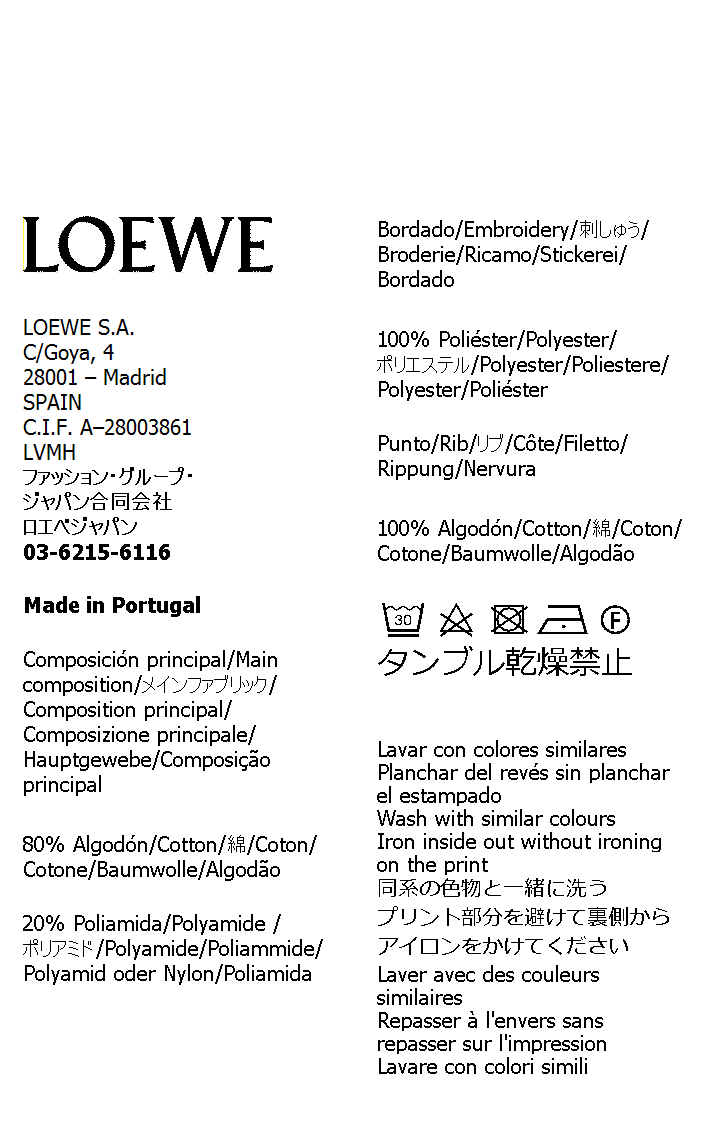 LOEWE
LOEWE S.A.
C/Goya, 4
28001 – Madrid
SPAIN
C.I.F. A–28003861
LVMH
ファッション・グループ・
ジャパン合同会社
ロエベジャパン
03-6215-6116
Made in Portugal
Composición principal/Main
composition/メインファブリック/
Composition principal/
Composizione principale/
Hauptgewebe/Composição
principal
80% Algodón/Cotton/綿/Coton/
Cotone/Baumwolle/Algodão
20% Poliamida/Polyamide /
ポリアミド/Polyamide/Poliammide/
Polyamid oder Nylon/Poliamida
Bordado/Embroidery/刺しゅう/
Broderie/Ricamo/Stickerei/
Bordado
100% Poliéster/Polyester/
ポリエステル/Polyester/Poliestere/
Polyester/Poliéster
Punto/Rib/リブ/Côte/Filetto/
Rippung/Nervura
100% Algodón/Cotton/綿/Coton/
Cotone/Baumwolle/Algodão
30 F
タンブル乾燥禁止
Lavar con colores similares
Planchar del revés sin planchar
el estampado
Wash with similar colours
Iron inside out without ironing
on the print
同系の色物と一緒に洗う
プリント部分を避けて裏側から
アイロンをかけてください
Laver avec des couleurs
similaires
Repasser à l'envers sans
repasser sur l'impression
Lavare con colori simili